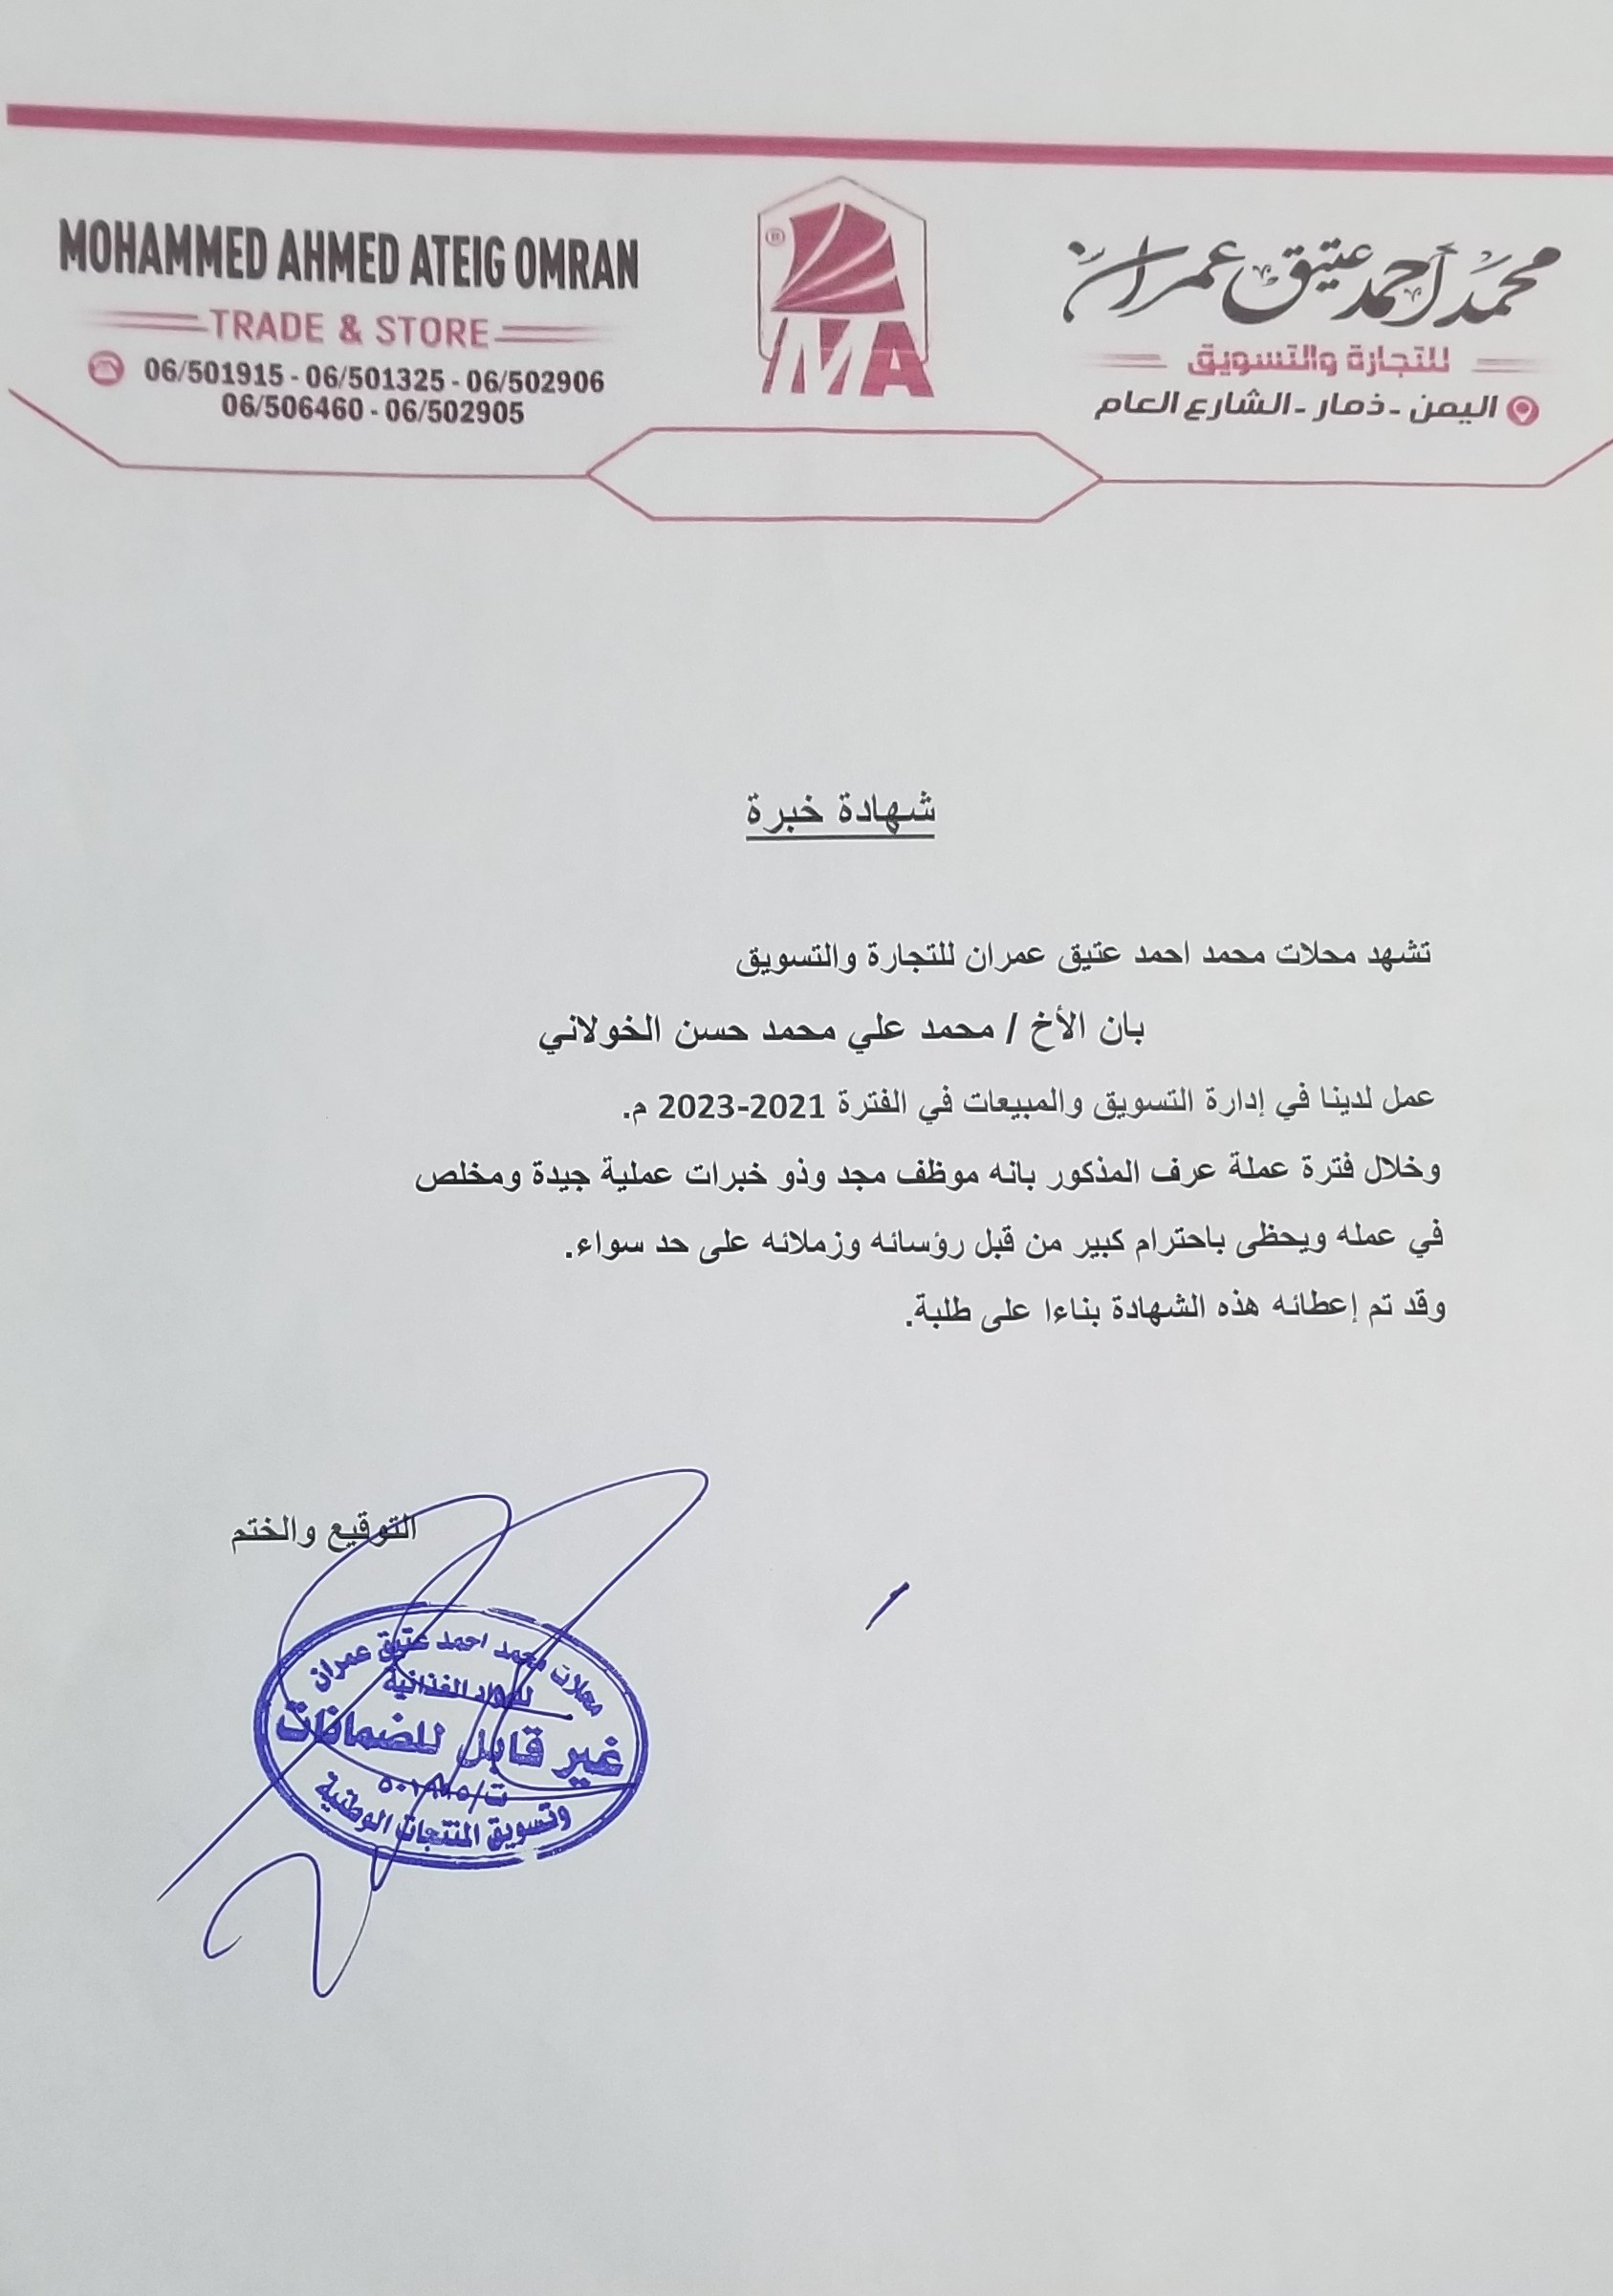 محمد أحمد عتيق عمران
للتجارة والتسويق
اليمن - ذمار - الشارع العام
MA
®
MOHAMMED AHMED ATEIG OMRAN
TRADE & STORE
06/501915 - 06/501325 - 06/502906
06/506460 - 06/502905
شهادة خبرة
تشهد محلات محمد احمد عتيق عمران للتجارة والتسويق
بان الأخ / محمد علي محمد حسن الخولاني
عمل لدينا في إدارة التسويق والمبيعات في الفترة 2021-2023 م.
وخلال فترة عملة عرف المذكور بانه موظف مجد وذو خبرات عملية جيدة ومخلص
في عمله ويحظى باحترام كبير من قبل رؤسائه وزملائه على حد سواء.
وقد تم إعطائه هذه الشهادة بناءا على طلبة.
التوقيع والختم
محلات محمد احمد عتيق عمران
للمواد الغذائية
غير قابل للضمانات
ت/
وتسويق المنتجات الوطنية